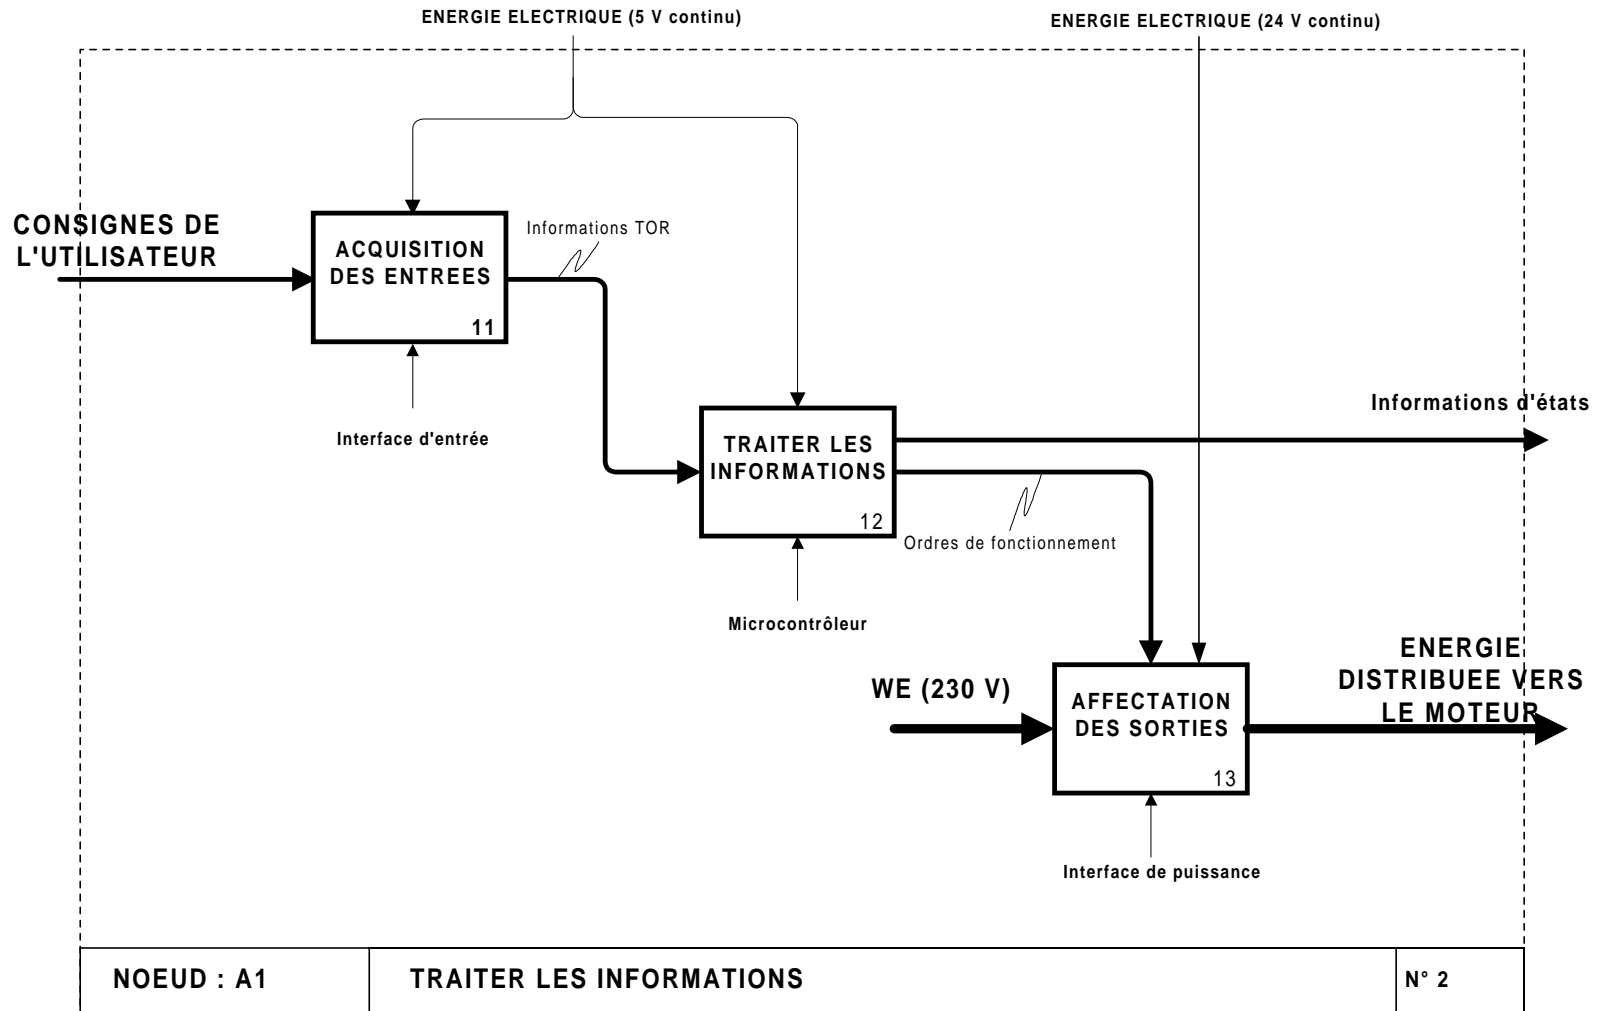 ENERGIE ELECTRIQUE (5 V continu)
ENERGIE ELECTRIQUE (24 V continu)
CONSIGNES DE
L'UTILISATEUR
ACQUISITION
DES ENTREES
11
Informations TOR
Interface d'entrée
Informations d'états
TRAITER LES
INFORMATIONS
12
Ordres de fonctionnement
Microcontrôleur
WE (230 V)
AFFECTATION
DES SORTIES
13
ENERGIE
DISTRIBUEE VERS
LE MOTEUR
Interface de puissance
NOEUD : A1
TRAITER LES INFORMATIONS
N° 2